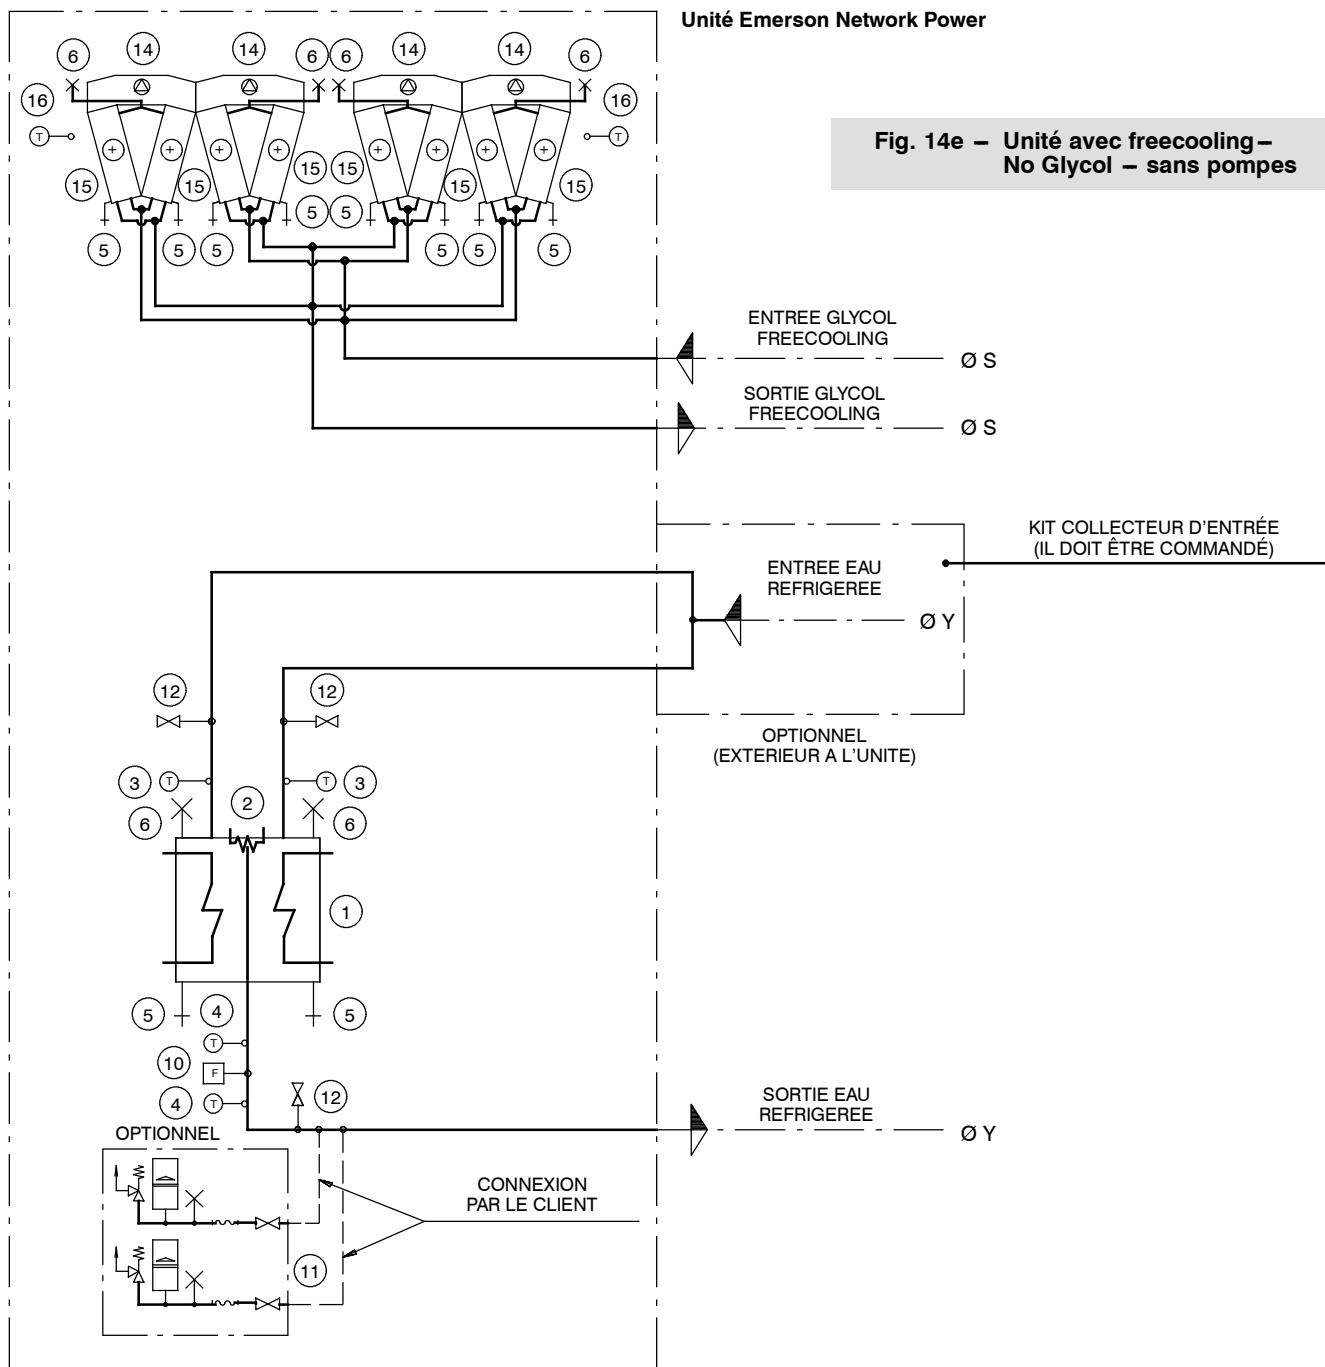 Unité Emerson Network Power
6 14 14 6 6 14 14 6
16 16
T T
Fig. 14e – Unité avec freecooling –
No Glycol – sans pompes
+ + + + + + + +
15 15 15 15 15 15
5 5
5 5 5 5 5 5
ENTREE GLYCOL
FREECOOLING
Ø S
SORTIE GLYCOL
FREECOOLING
Ø S
KIT COLLECTEUR D'ENTRÉE
(IL DOIT ÊTRE COMMANDÉ)
ENTREE EAU
REFRIGEREE
Ø Y
12 12
OPTIONNEL
(EXTERIEUR A L'UNITE)
3 T T 3
2
6 6
1
5 4 5
T
10 F
4 T
12
SORTIE EAU
REFRIGEREE
Ø Y
OPTIONNEL
CONNEXION
PAR LE CLIENT
11